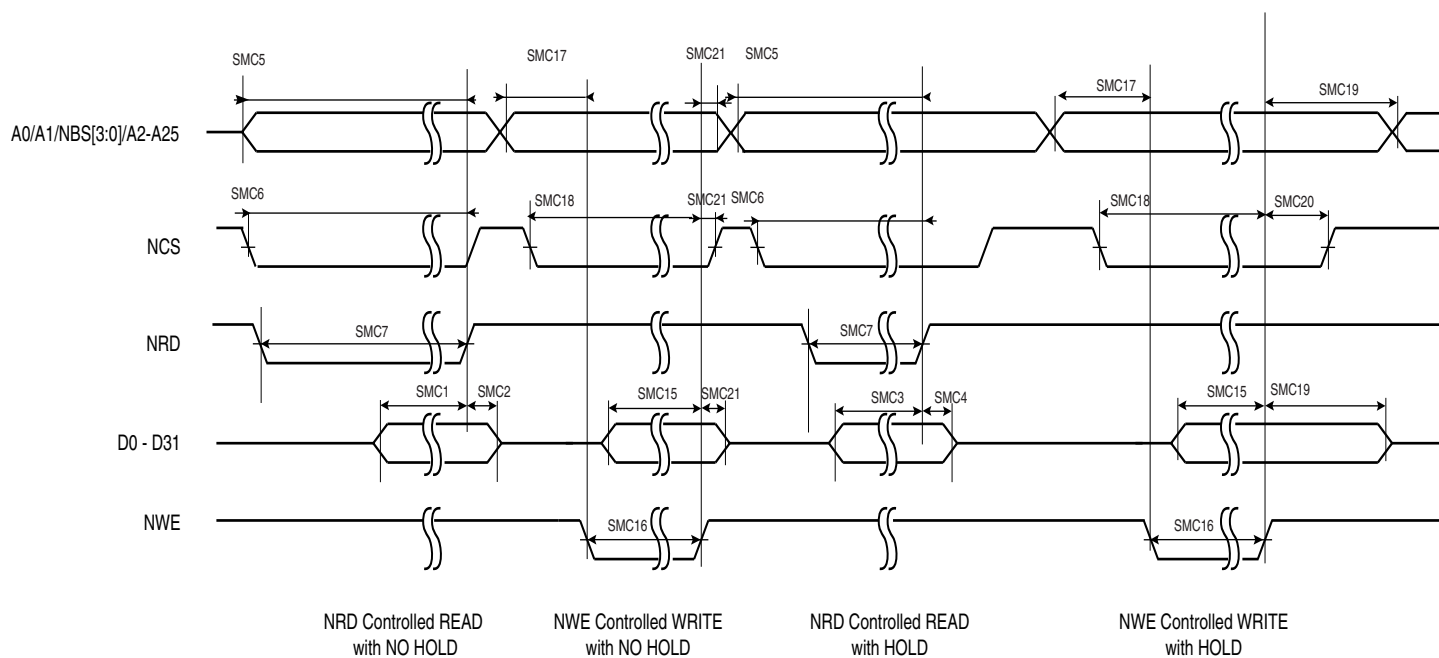 SMC5
SMC17
SMC21
SMC5
SMC17
SMC19
A0/A1/NBS[3:0]/A2-A25
SMC6
SMC18
SMC21
SMC6
SMC18
SMC20
NCS
SMC7
SMC7
NRD
SMC1
SMC2
SMC15
SMC21
SMC3
SMC4
SMC15
SMC19
D0 - D31
NWE
SMC16
SMC16
NRD Controlled READ
with NO HOLD
NWE Controlled WRITE
with NO HOLD
NRD Controlled READ
with HOLD
NWE Controlled WRITE
with HOLD